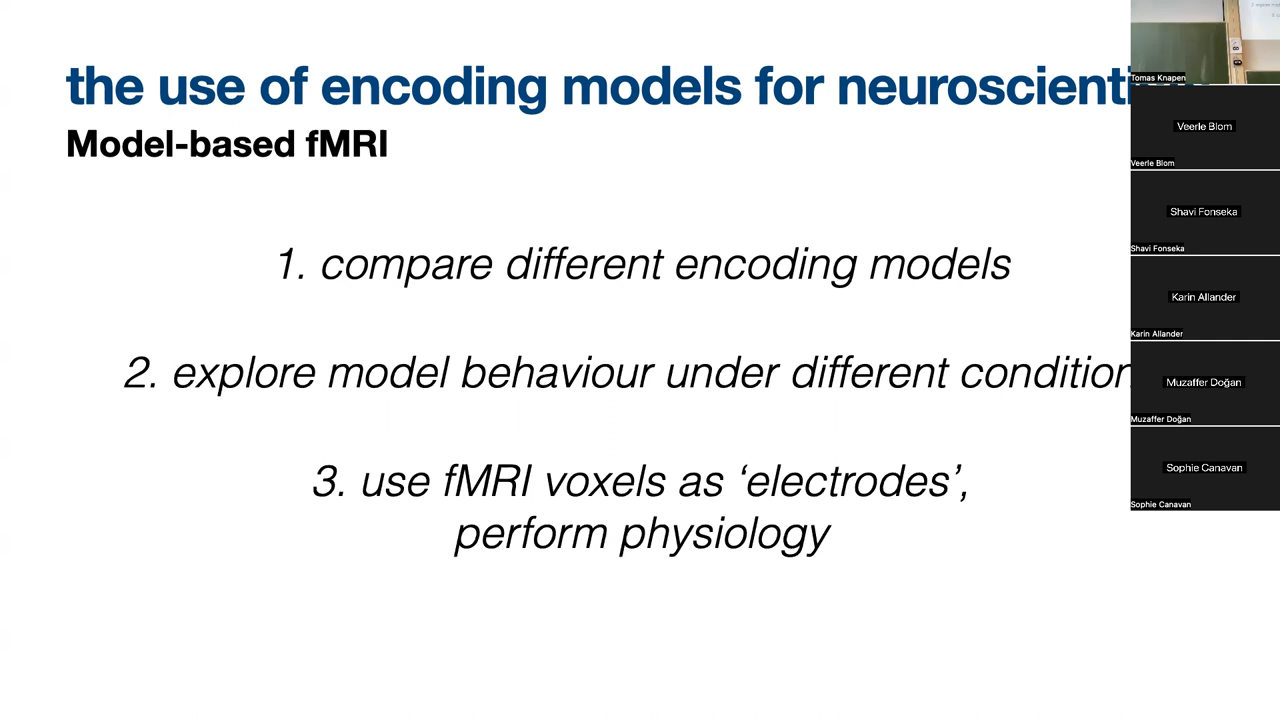 the use of encoding models for neuroscienti
Model-based fMRI
1. compare different encoding models
2. explore model behaviour under different condition
3. use fMRI voxels as ‘electrodes’,
perform physiology
Tomas Knapen
Veerle Blom
Veerle Blom
Shavi Fonseka
Shavi Fonseka
Karin Allander
Karin Allander
Muzaffer Doğan
Muzaffer Doğan
Sophie Canavan
Sophie Canavan